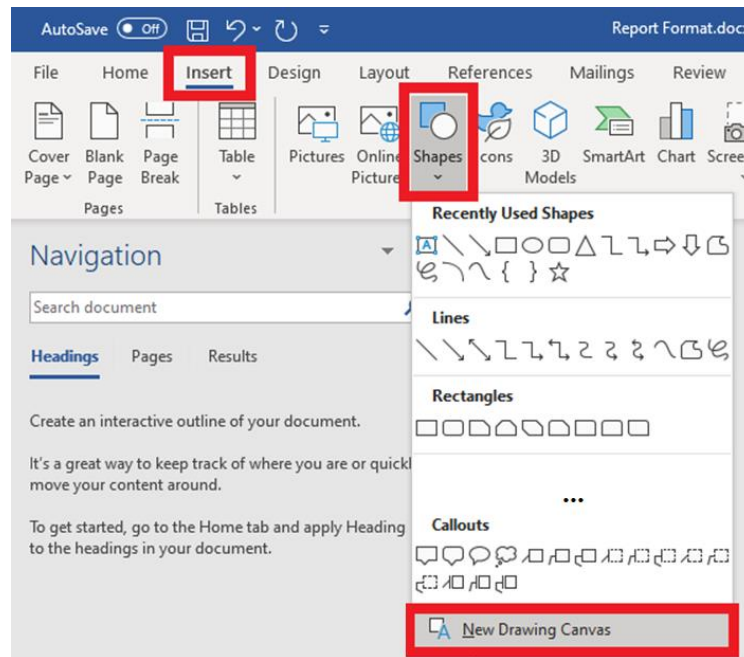 AutoSave Off Report Format.doc
File Home Insert Design Layout References Mailings Review
Cover Page Blank Page Page Break Table Pictures Online Picture Shapes cons 3D Models SmartArt Chart Scree
Pages Tables
Recently Used Shapes
A
Navigation
Search document
Lines
Headings Pages Results
Rectangles
Create an interactive outline of your document.
It's a great way to keep track of where you are or quickl
move your content around.
...
To get started, go to the Home tab and apply Heading
to the headings in your document.
Callouts
New Drawing Canvas